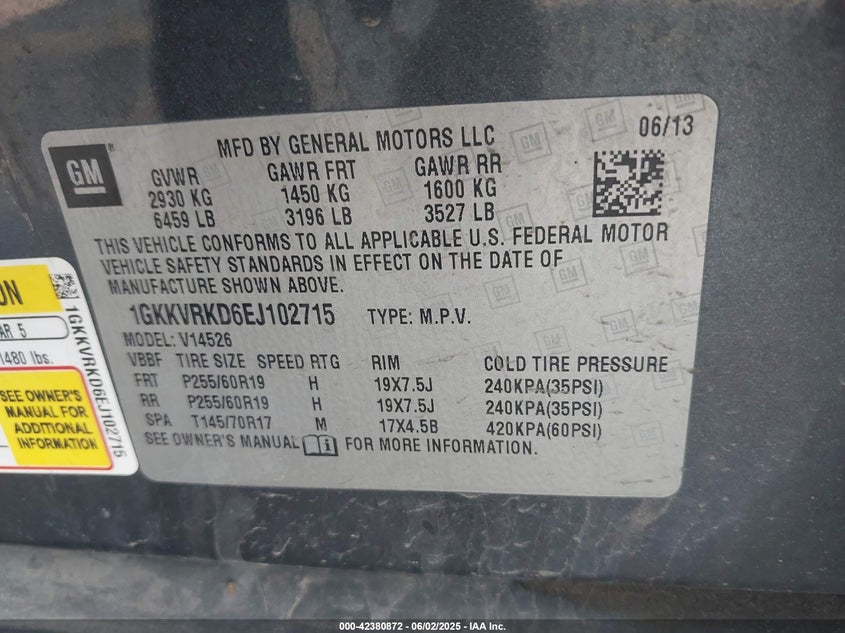 MFD BY GENERAL MOTORS LLC
06/13
GM
GVWR GAWR FRT GAWR RR
2930 KG 1450 KG 1600 KG
6459 LB 3196 LB 3527 LB
THIS VEHICLE CONFORMS TO ALL APPLICABLE U.S. FEDERAL MOTOR
VEHICLE SAFETY STANDARDS IN EFFECT ON THE DATE OF
MANUFACTURE SHOWN ABOVE.
1GKKVRKD6EJ102715 TYPE: M.P.V.
MODEL: V14526
VBBF TIRE SIZE SPEED RTG RIM COLD TIRE PRESSURE
FRT P255/60R19 H 19X7.5J 240KPA(35PSI)
RR P255/60R19 H 19X7.5J 240KPA(35PSI)
SPA T145/70R17 M 17X4.5B 420KPA(60PSI)
SEE OWNER'S MANUAL FOR MORE INFORMATION.
AR 5
1480 lbs.
SEE OWNER'S
MANUAL FOR
ADDITIONAL
INFORMATION
1GKKVRKD6EJ102715
000-42380872 - 06/02/2025 - IAA Inc.